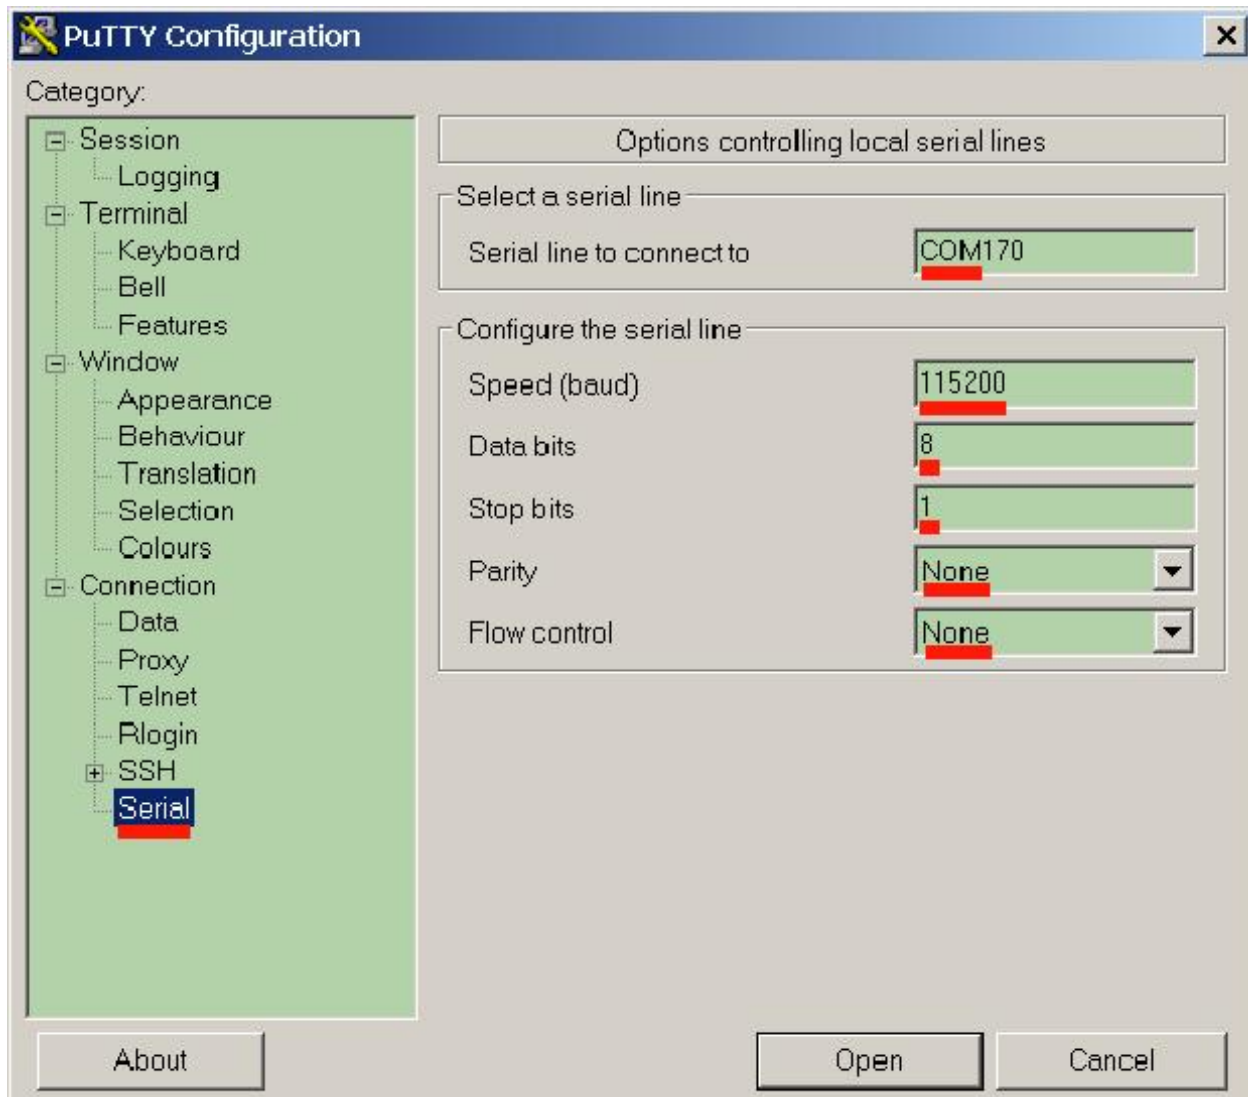 PuTTY Configuration
Category:
Session
Logging
Terminal
Keyboard
Bell
Features
Window
Appearance
Behaviour
Translation
Selection
Colours
Connection
Data
Proxy
Telnet
Rlogin
SSH
Serial
Options controlling local serial lines
Select a serial line
Serial line to connect to COM170
Configure the serial line
Speed (baud) 115200
Data bits 8
Stop bits 1
Parity None
Flow control None
About Open Cancel